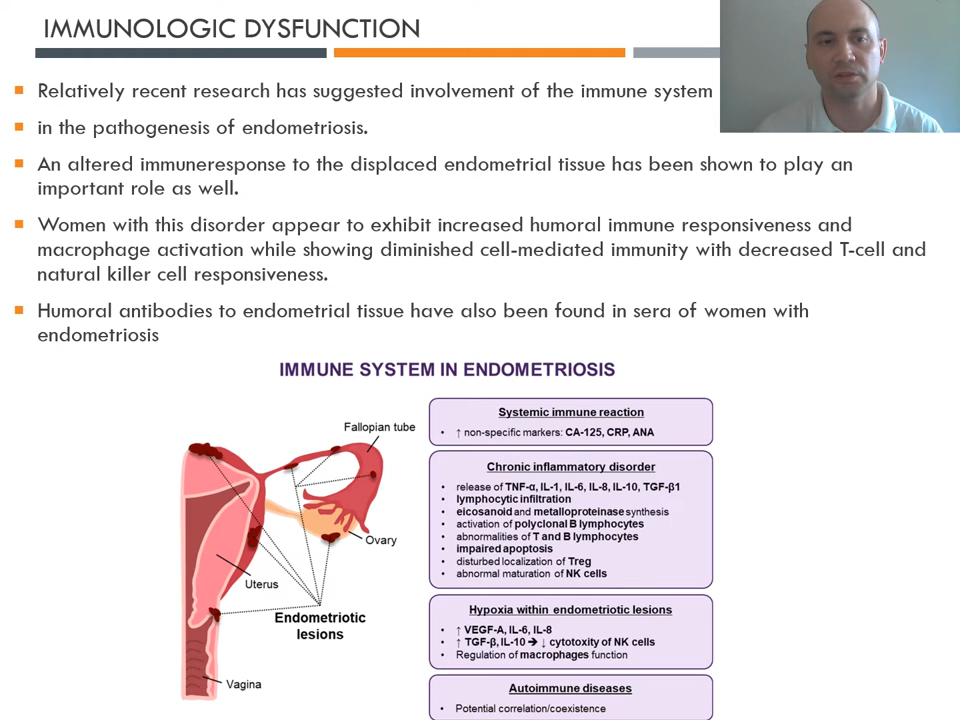 IMMUNOLOGIC DYSFUNCTION
Relatively recent research has suggested involvement of the immune system
in the pathogenesis of endometriosis.
An altered immuneresponse to the displaced endometrial tissue has been shown to play an
important role as well.
Women with this disorder appear to exhibit increased humoral immune responsiveness and
macrophage activation while showing diminished cell-mediated immunity with decreased T-cell and
natural killer cell responsiveness.
Humoral antibodies to endometrial tissue have also been found in sera of women with
endometriosis
IMMUNE SYSTEM IN ENDOMETRIOSIS
Fallopian tube
Ovary
Uterus
Endometriotic
lesions
Vagina
Systemic immune reaction
• ↑ non-specific markers: CA-125, CRP, ANA
Chronic inflammatory disorder
• release of TNF-α, IL-1, IL-6, IL-8, IL-10, TGF-β1
• lymphocytic infiltration
• eicosanoid and metalloproteinase synthesis
• activation of polyclonal B lymphocytes
• abnormalities of T and B lymphocytes
• impaired apoptosis
• disturbed localization of Treg
• abnormal maturation of NK cells
Hypoxia within endometriotic lesions
• ↑ VEGF-A, IL-6, IL-8
• ↑ TGF-β, IL-10 ➔ ↓ cytotoxity of NK cells
• Regulation of macrophages function
Autoimmune diseases
• Potential correlation/coexistence